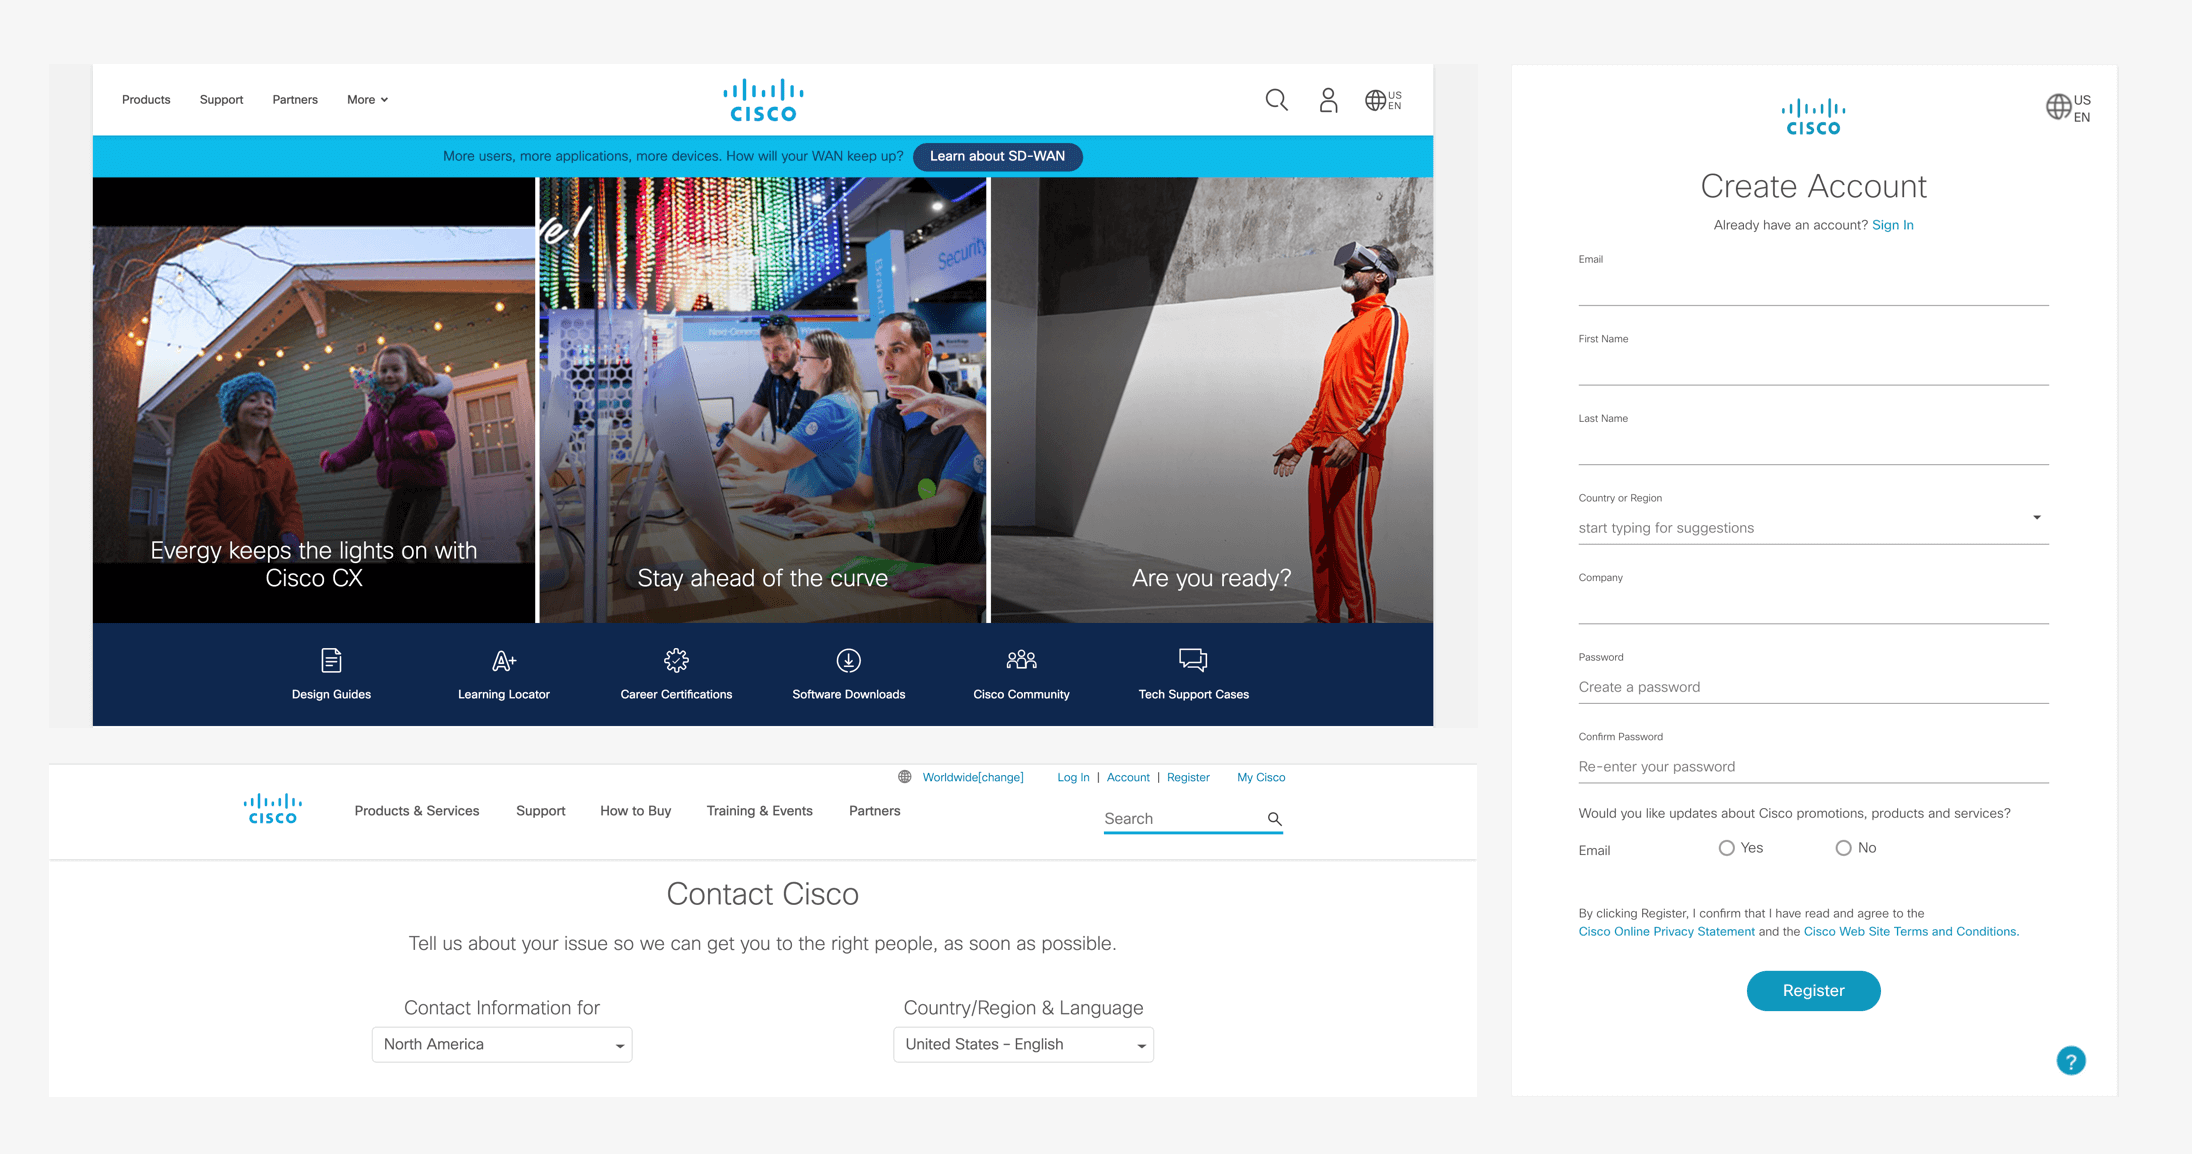 Products Support Partners More
CISCO
US
EN
More users, more applications, more devices. How will your WAN keep up? Learn about SD-WAN
ve!
Security
Branch
Next-Generation
Evergy keeps the lights on with
Cisco CX
Stay ahead of the curve
Are you ready?
Design Guides
Learning Locator
Career Certifications
Software Downloads
Cisco Community
Tech Support Cases
Worldwide[change] Log In | Account | Register My Cisco
CISCO
Products & Services Support How to Buy Training & Events Partners
Search
Contact Cisco
Tell us about your issue so we can get you to the right people, as soon as possible.
Contact Information for
North America
Country/Region & Language
United States – English
CISCO
US
EN
Create Account
Already have an account? Sign In
Email
First Name
Last Name
Country or Region
start typing for suggestions
Company
Password
Create a password
Confirm Password
Re-enter your password
Would you like updates about Cisco promotions, products and services?
Email Yes No
By clicking Register, I confirm that I have read and agree to the
Cisco Online Privacy Statement and the Cisco Web Site Terms and Conditions.
Register
?